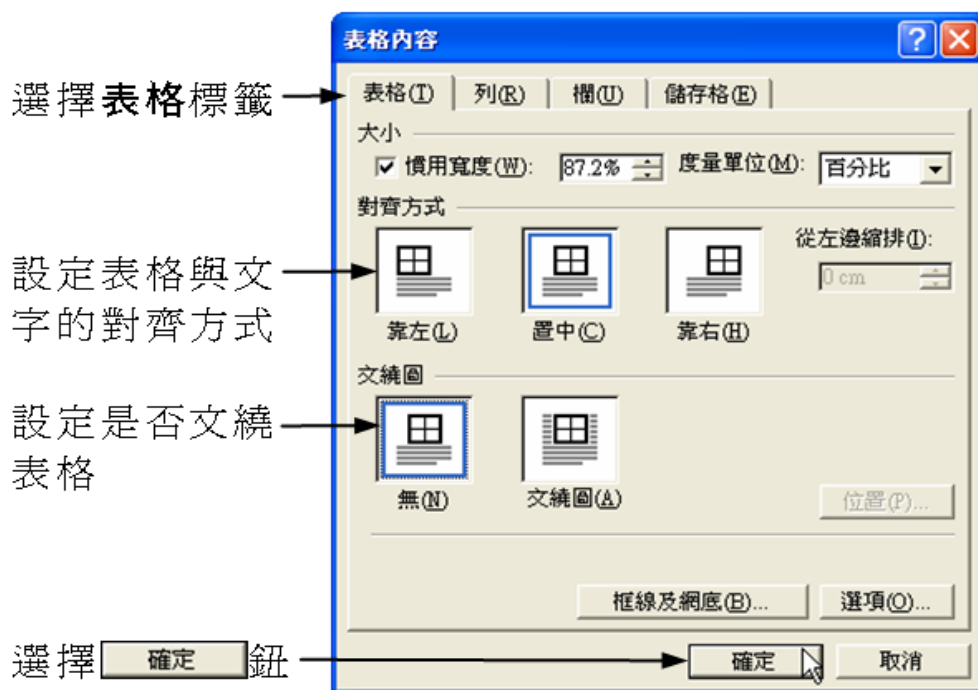 表格內容
選擇表格標籤
表格(T) 列(R) 欄(U) 儲存格(E)
大小
慣用寬度(W): 87.2% 度量單位(M): 百分比
對齊方式
從左邊縮排(I):
0 cm
設定表格與文
字的對齊方式
靠左(L) 置中(C) 靠右(H)
文繞圖
設定是否文繞
表格
無(N) 文繞圖(A)
位置(P)...
框線及網底(B)... 選項(O)...
選擇 確定 鈕
確定 取消